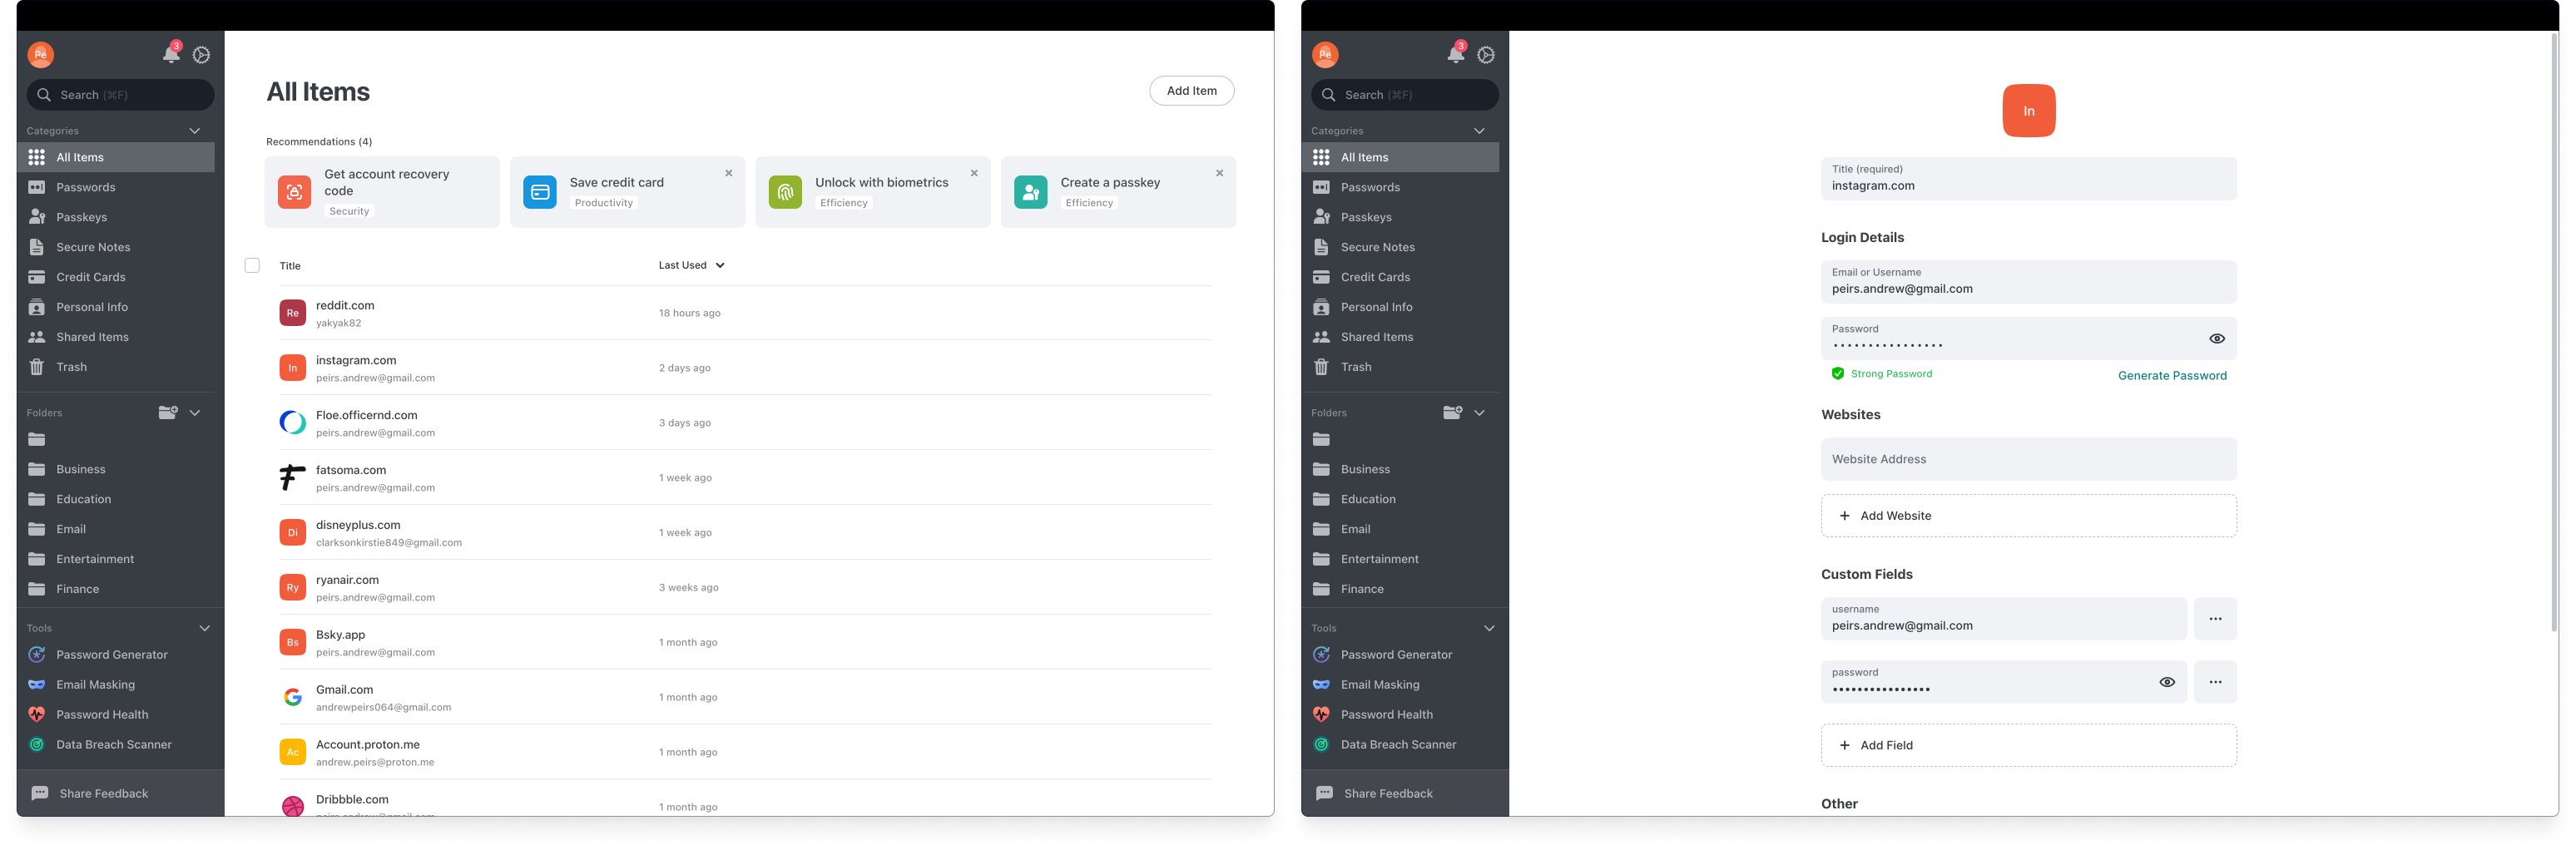 Pe
3
Search (⌘F)
Categories
All Items
Passwords
Passkeys
Secure Notes
Credit Cards
Personal Info
Shared Items
Trash
Folders
Business
Education
Email
Entertainment
Finance
Tools
Password Generator
Email Masking
Password Health
Data Breach Scanner
Share Feedback
All Items
Add Item
Recommendations (4)
Get account recovery
code
Security
Save credit card
Productivity
Unlock with biometrics
Efficiency
Create a passkey
Efficiency
Title
Last Used
Re
reddit.com
yakyak82
18 hours ago
In
instagram.com
peirs.andrew@gmail.com
2 days ago
Floe.officernd.com
peirs.andrew@gmail.com
3 days ago
fatsoma.com
peirs.andrew@gmail.com
1 week ago
Di
disneyplus.com
clarksonkirstie849@gmail.com
1 week ago
Ry
ryanair.com
peirs.andrew@gmail.com
3 weeks ago
Bs
Bsky.app
peirs.andrew@gmail.com
1 month ago
Gmail.com
andrewpeirs064@gmail.com
1 month ago
Ac
Account.proton.me
andrew.peirs@proton.me
1 month ago
Dribbble.com
peirs.andrew@gmail.com
1 month ago
Pe
3
Search (⌘F)
Categories
All Items
Passwords
Passkeys
Secure Notes
Credit Cards
Personal Info
Shared Items
Trash
Folders
Business
Education
Email
Entertainment
Finance
Tools
Password Generator
Email Masking
Password Health
Data Breach Scanner
Share Feedback
In
Title (required)
instagram.com
Login Details
Email or Username
peirs.andrew@gmail.com
Password
················
Strong Password
Generate Password
Websites
Website Address
+ Add Website
Custom Fields
username
peirs.andrew@gmail.com
password
••••••••••••••••
+ Add Field
Other